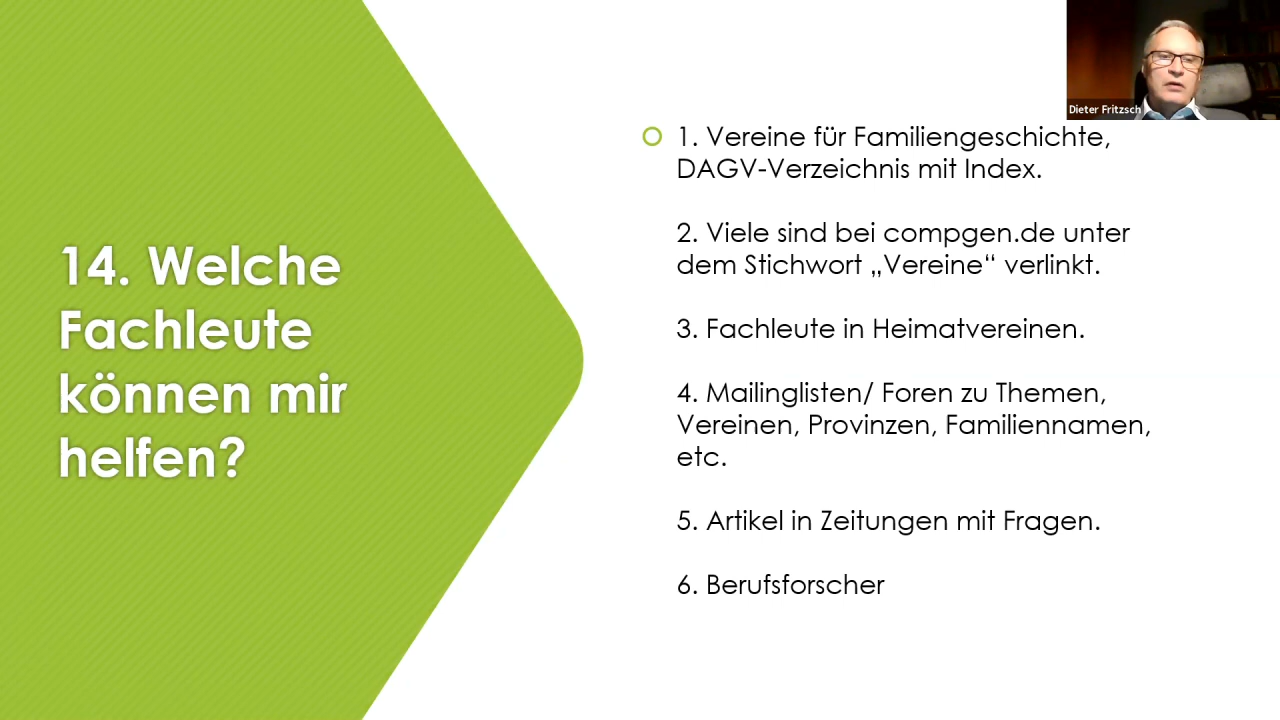 14. Welche
Fachleute
können mir
helfen?
1. Vereine für Familiengeschichte,
DAGV-Verzeichnis mit Index.
2. Viele sind bei compgen.de unter
dem Stichwort „Vereine“ verlinkt.
3. Fachleute in Heimatvereinen.
4. Mailinglisten/ Foren zu Themen,
Vereinen, Provinzen, Familiennamen,
etc.
5. Artikel in Zeitungen mit Fragen.
6. Berufsforscher
Dieter Fritzsch